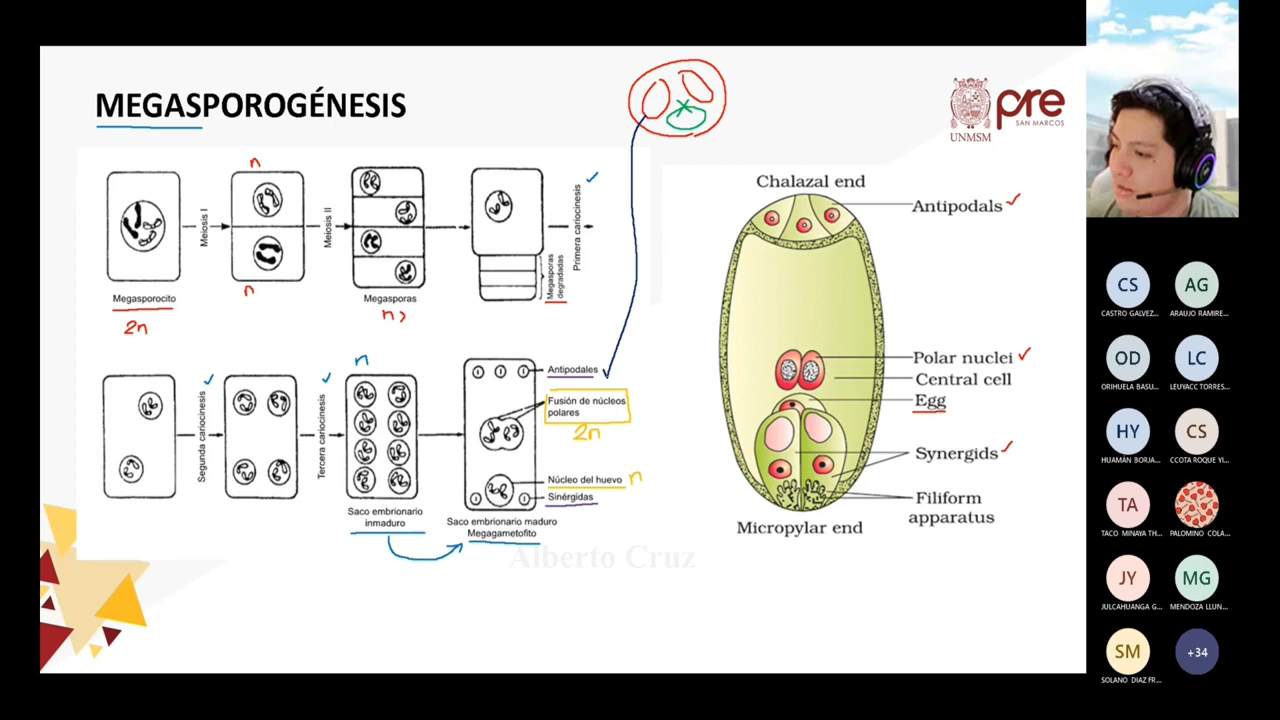 MEGASPOROGÉNESIS
UNMSM
pre
SAN MARCOS
n
Meiosis I
n
Megasporocito
2n
Meiosis II
Megasporas
n
Megasporas
degradadas
Primera cariocinesis
Segunda cariocinesis
Tercera cariocinesis
n
Saco embrionario
inmaduro
Antipodales
Fusión de núcleos
polares
2n
Núcleo del huevo
n
Sinérgidas
Saco embrionario maduro
Megagametofito
Chalazal end
Antipodals
Polar nuclei
Central cell
Egg
Synergids
Filiform
apparatus
Micropylar end
Alberto Cruz
CS
AG
CASTRO GALVEZ...
ARAUJO RAMIRE...
OD
LC
ORIHUELA BASU...
LEUYACC TORRES...
HY
CS
HUAMÁN BORJA...
CCOTA ROQUE YI...
TA
TACO MINAYA TH...
PALOMINO COLA...
JY
MG
JULCAHUANGA G...
MENDOZA LLUN...
SM
+34
SOLANO DIAZ FR...